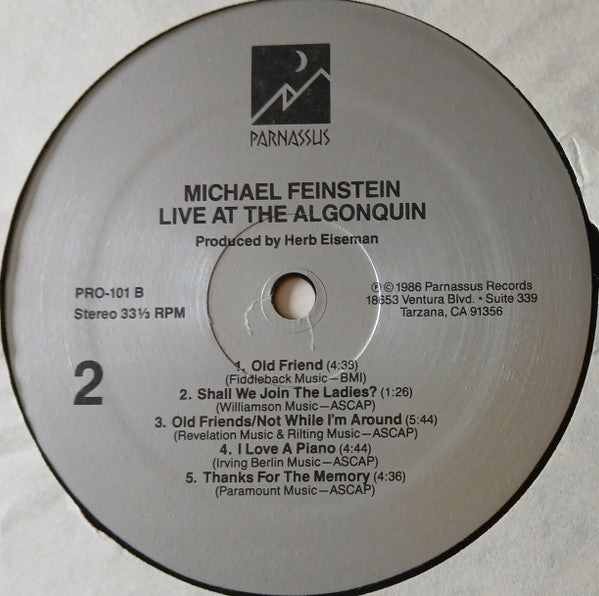 PARNASSUS
MICHAEL FEINSTEIN
LIVE AT THE ALGONQUIN
Produced by Herb Eiseman
PRO-101 B
Stereo 33⅓ RPM
℗ ©1986 Parnassus Records
18653 Ventura Blvd. • Suite 339
Tarzana, CA 91356
2
1. Old Friend (4:33)
(Fiddleback Music—BMI)
2. Shall We Join The Ladies? (1:26)
(Williamson Music—ASCAP)
3. Old Friends/Not While I'm Around (5:44)
(Revelation Music & Rilting Music—ASCAP)
4. I Love A Piano (4:44)
(Irving Berlin Music—ASCAP)
5. Thanks For The Memory (4:36)
(Paramount Music—ASCAP)